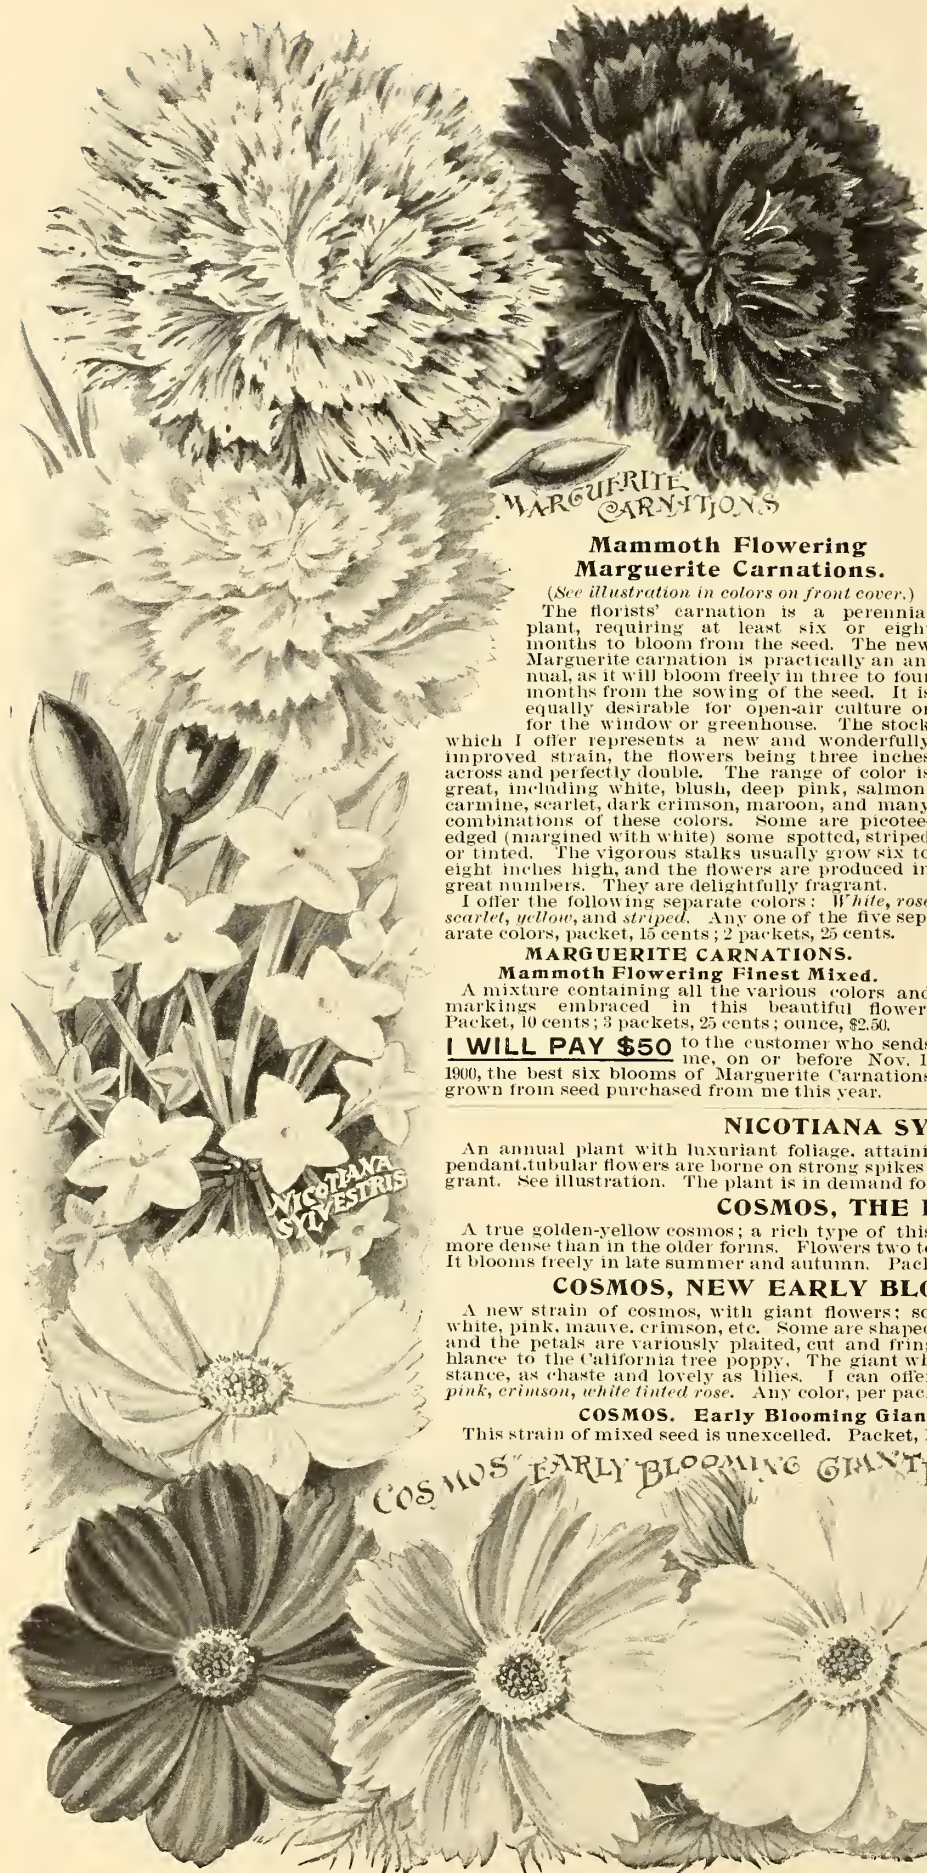 MARGUERITE
CARNATIONS
Mammoth Flowering
Marguerite Carnations.
(See illustration in colors on front cover.)
The florists' carnation is a perennia
plant, requiring at least six or eigh
months to bloom from the seed. The new
Marguerite carnation is practically an an
nual, as it will bloom freely in three to four
months from the sowing of the seed. It is
equally desirable for open-air culture or
for the window or greenhouse. The stock
which I offer represents a new and wonderfully
improved strain, the flowers being three inches
across and perfectly double. The range of color is
great, including white, blush, deep pink, salmon
carmine, scarlet, dark crimson, maroon, and many
combinations of these colors. Some are picotee
edged (margined with white) some spotted, striped
or tinted. The vigorous stalks usually grow six to
eight inches high, and the flowers are produced in
great numbers. They are delightfully fragrant.
I offer the following separate colors: White, rose
scarlet, yellow, and striped. Any one of the five sep
arate colors, packet, 15 cents; 2 packets, 25 cents.
MARGUERITE CARNATIONS.
Mammoth Flowering Finest Mixed.
A mixture containing all the various colors and
markings embraced in this beautiful flower
Packet, 10 cents; 3 packets, 25 cents; ounce, $2.50.
I WILL PAY $50 to the customer who sends
me, on or before Nov. 1
1900, the best six blooms of Marguerite Carnations
grown from seed purchased from me this year.
NICOTIANA SY
An annual plant with luxuriant foliage. attaini
pendant.tubular flowers are borne on strong spikes
grant. See illustration. The plant is in demand fo
NICOTIANA
SYLVESTRIS
COSMOS, THE
A true golden-yellow cosmos; a rich type of this
more dense than in the older forms. Flowers two to
It blooms freely in late summer and autumn. Pack
COSMOS, NEW EARLY BLO
A new strain of cosmos, with giant flowers; so
white, pink, mauve. crimson, etc. Some are shaped
and the petals are variously plaited, cut and fring
blance to the California tree poppy. The giant wh
stance, as chaste and lovely as lilies. I can offe
pink, crimson, white tinted rose. Any color, per pac
COSMOS. Early Blooming Gian
This strain of mixed seed is unexcelled. Packet,
COSMOS EARLY BLOOMING GIANT